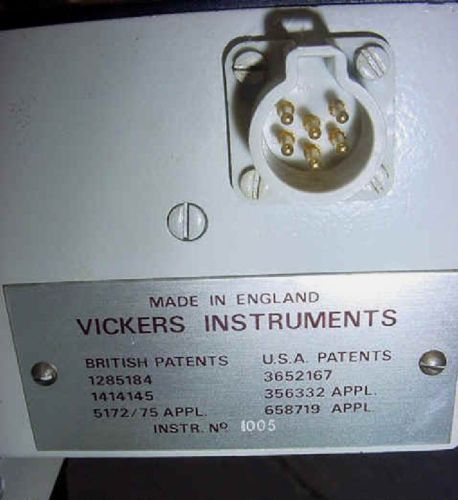 MADE IN ENGLAND
VICKERS INSTRUMENTS
BRITISH PATENTS U.S.A. PATENTS
1285184 3652167
1414145 356332 APPL.
5172/75 APPL. 658719 APPL.
INSTR. Nº 1005